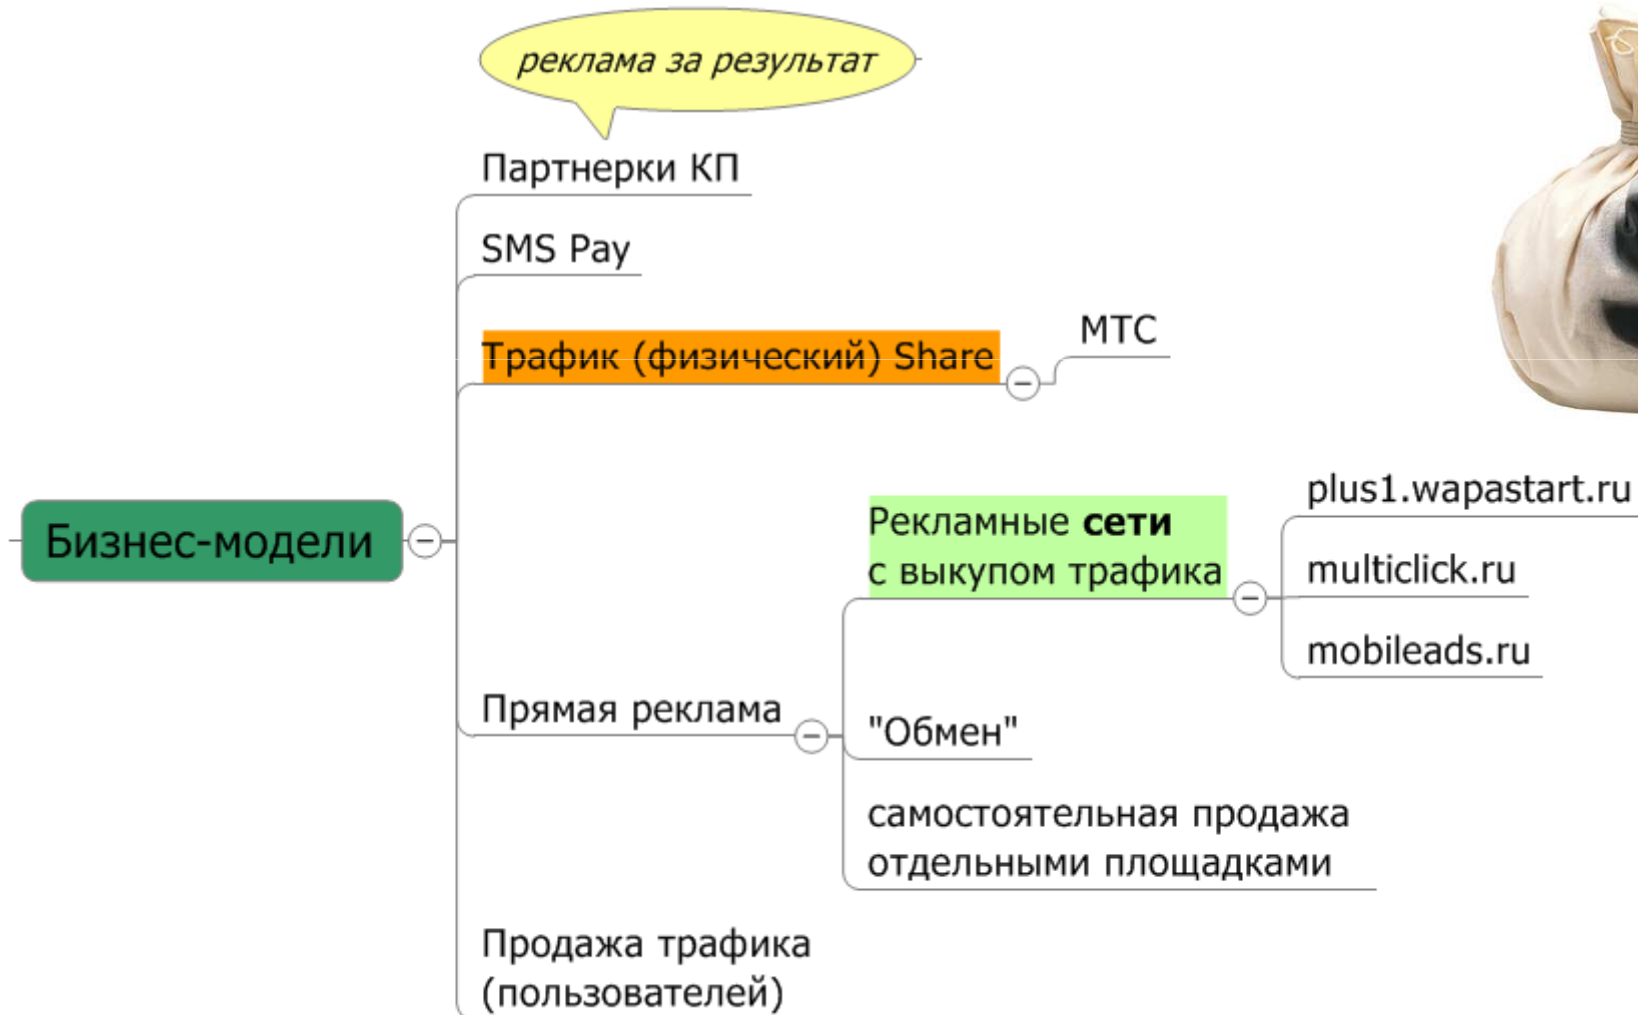 реклама за результат
Партнерки КП
SMS Pay
Трафик (физический) Share
МТС
Бизнес-модели
Прямая реклама
Рекламные сети
с выкупом трафика
plus1.wapastart.ru
multiclick.ru
mobileads.ru
"Обмен"
самостоятельная продажа
отдельными площадками
Продажа трафика
(пользователей)